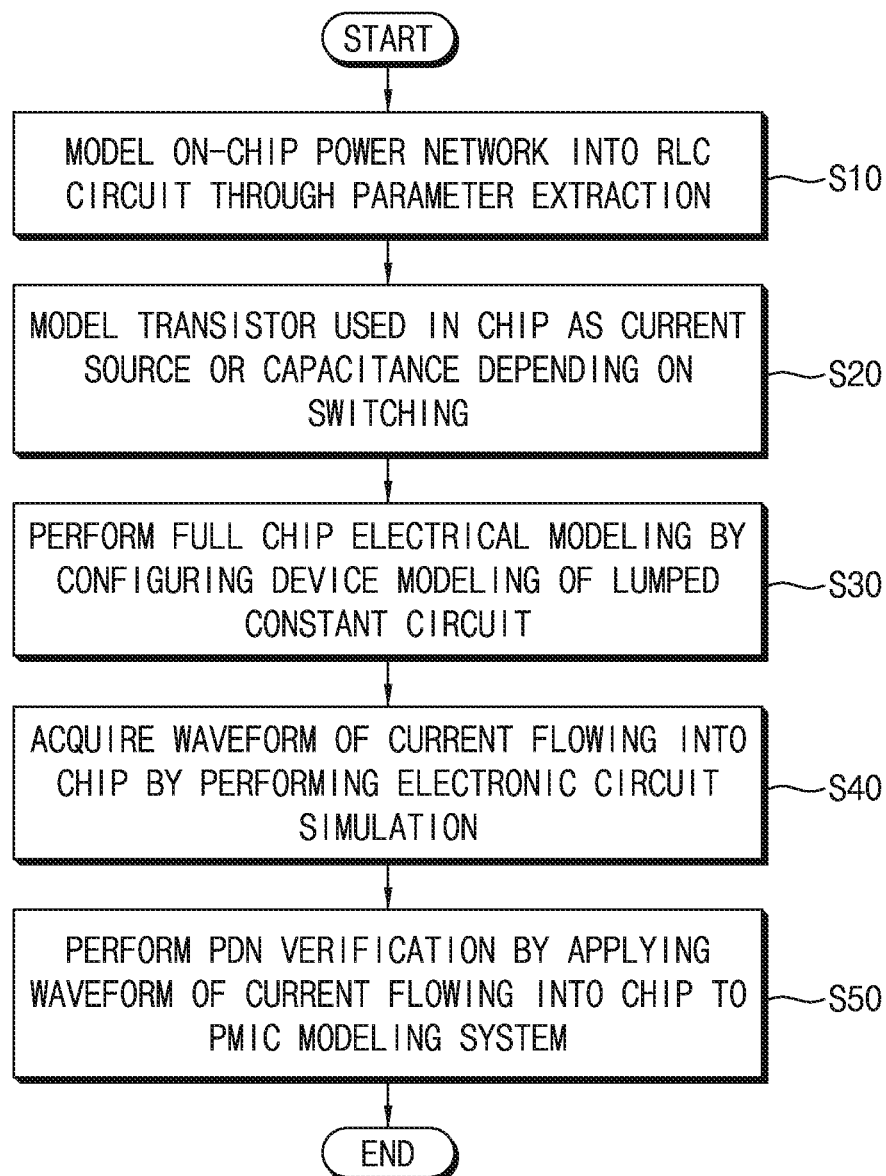 START
MODEL ON-CHIP POWER NETWORK INTO RLC
CIRCUIT THROUGH PARAMETER EXTRACTION
S10
MODEL TRANSISTOR USED IN CHIP AS CURRENT
SOURCE OR CAPACITANCE DEPENDING ON
SWITCHING
S20
PERFORM FULL CHIP ELECTRICAL MODELING BY
CONFIGURING DEVICE MODELING OF LUMPED
CONSTANT CIRCUIT
S30
ACQUIRE WAVEFORM OF CURRENT FLOWING INTO
CHIP BY PERFORMING ELECTRONIC CIRCUIT
SIMULATION
S40
PERFORM PDN VERIFICATION BY APPLYING
WAVEFORM OF CURRENT FLOWING INTO CHIP TO
PMIC MODELING SYSTEM
S50
END